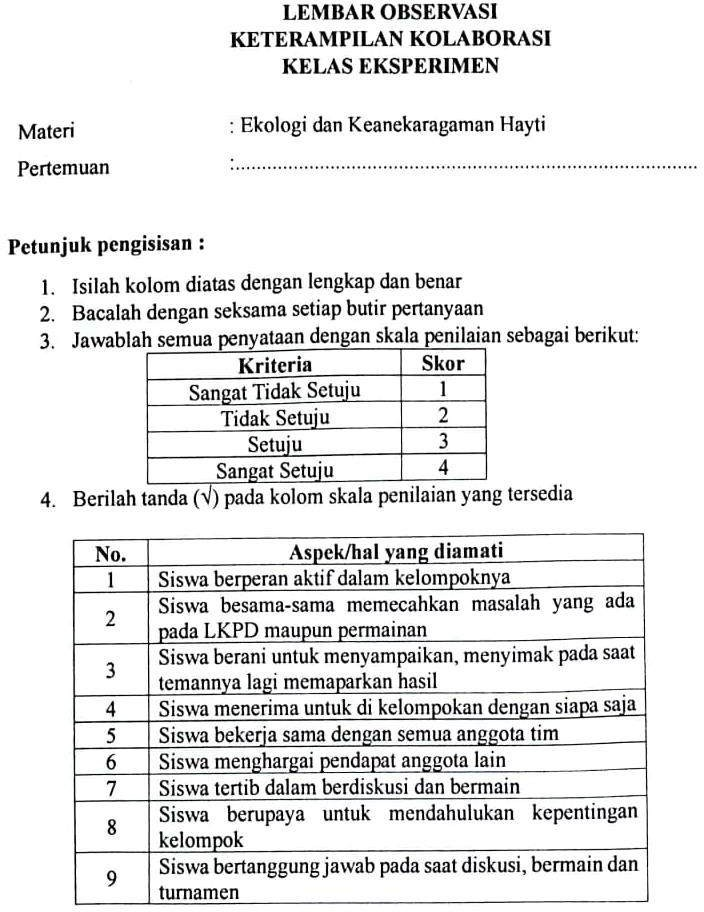 LEMBAR OBSERVASI
KETERAMPILAN KOLABORASI
KELAS EKSPERIMEN
Materi : Ekologi dan Keanekaragaman Hayti
Pertemuan :..............................................................................
Petunjuk pengisisan :
1. Isilah kolom diatas dengan lengkap dan benar
2. Bacalah dengan seksama setiap butir pertanyaan
3. Jawablah semua penyataan dengan skala penilaian sebagai berikut:
Kriteria Skor
Sangat Tidak Setuju 1
Tidak Setuju 2
Setuju 3
Sangat Setuju 4
4. Berilah tanda (√) pada kolom skala penilaian yang tersedia
No. Aspek/hal yang diamati
1 Siswa berperan aktif dalam kelompoknya
2 Siswa besama-sama memecahkan masalah yang ada
pada LKPD maupun permainan
3 Siswa berani untuk menyampaikan, menyimak pada saat
temannya lagi memaparkan hasil
4 Siswa menerima untuk di kelompokan dengan siapa saja
5 Siswa bekerja sama dengan semua anggota tim
6 Siswa menghargai pendapat anggota lain
7 Siswa tertib dalam berdiskusi dan bermain
8 Siswa berupaya untuk mendahulukan kepentingan
kelompok
9 Siswa bertanggung jawab pada saat diskusi, bermain dan
turnamen